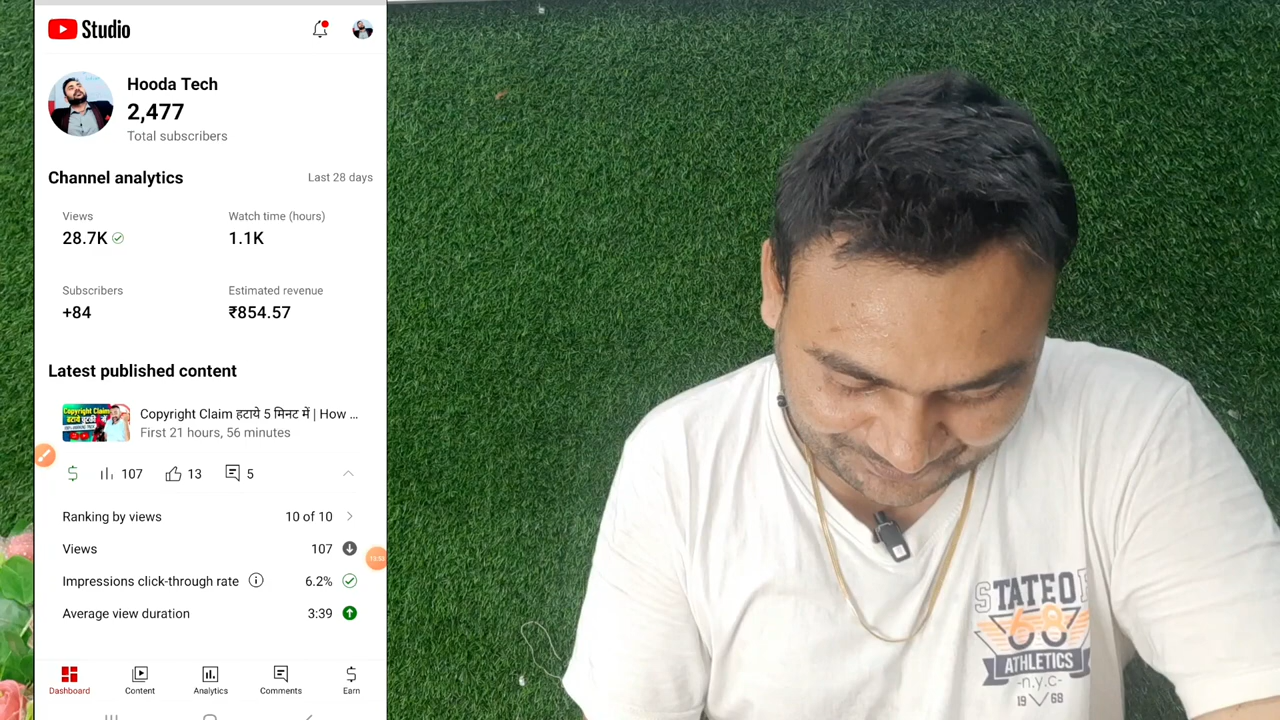 Studio
Hooda Tech
2,477
Total subscribers
Channel analytics
Last 28 days
Views
28.7K
Watch time (hours)
1.1K
Subscribers
+84
Estimated revenue
₹854.57
Latest published content
Copyright Claim
Copyright Claim हटाये 5 मिनट में | How ...
First 21 hours, 56 minutes
107
13
5
Ranking by views
10 of 10
Views
107
Impressions click-through rate
6.2%
Average view duration
3:39
Dashboard
Content
Analytics
Comments
Earn
STATEO
68
ATHLETICS
-n.y.c-
19 68